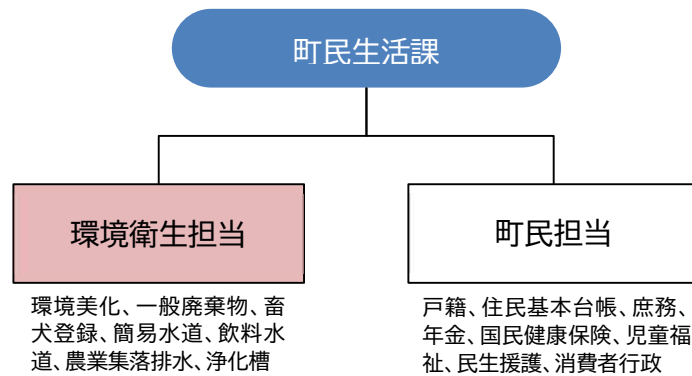 町民生活課
環境衛生担当
町民担当
環境美化、一般廃棄物、畜
犬登録、簡易水道、飲料水
道、農業集落排水、浄化槽
戸籍、住民基本台帳、庶務、
年金、国民健康保険、児童福
祉、民生援護、消費者行政